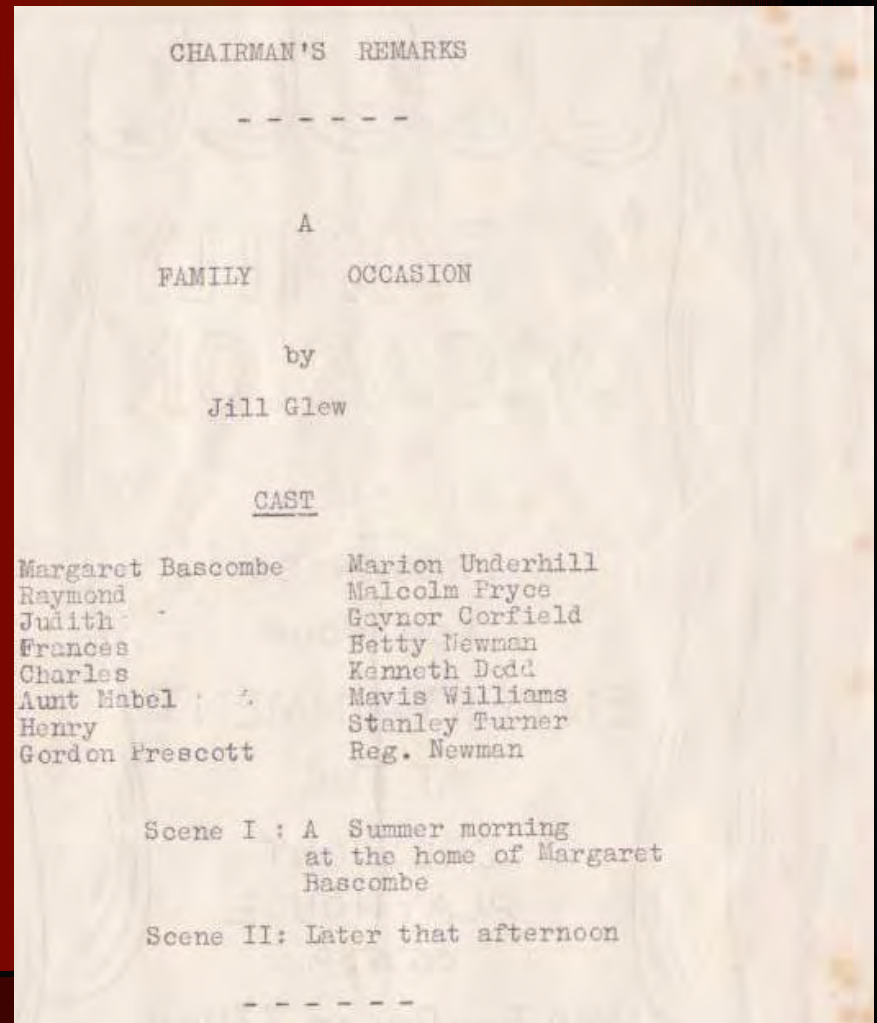 CHAIRMAN'S REMARKS
- - - - - -
A
FAMILY OCCASION
by
Jill Glew
CAST
Margaret Bascombe Marion Underhill
Raymond Malcolm Pryce
Judith Gaynor Corfield
Frances Betty Newman
Charles Kenneth Dodd
Aunt Mabel Mavis Williams
Henry Stanley Turner
Gordon Prescott Reg. Newman
Scene I : A Summer morning
at the home of Margaret
Bascombe
Scene II: Later that afternoon
- - - - - -